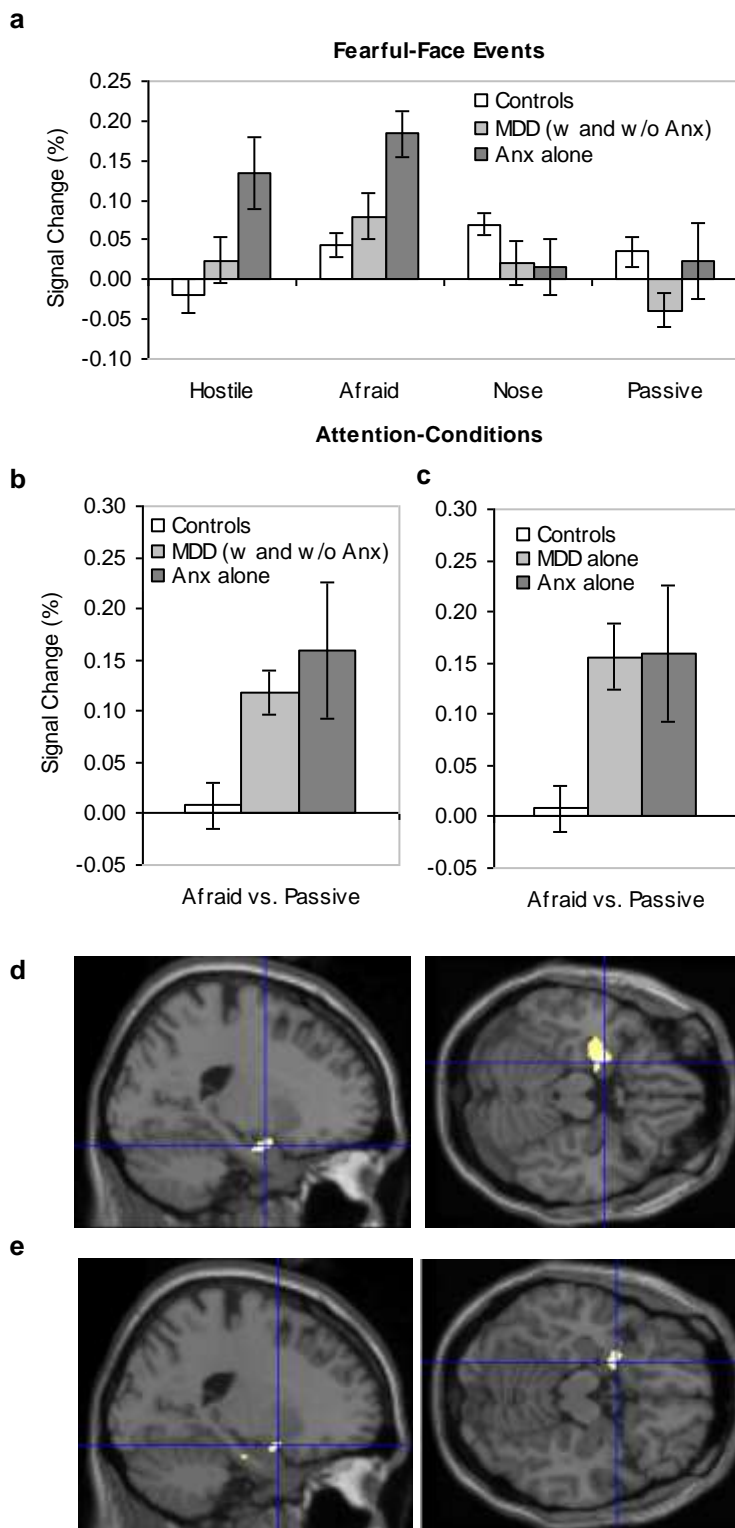 a
Fearful-Face Events
0.25
0.20
0.15
0.10
0.05
0.00
-0.05
-0.10
Signal Change (%)
Controls
MDD (w and w/o Anx)
Anx alone
Hostile Afraid Nose Passive
Attention-Conditions
b
0.30
0.25
0.20
0.15
0.10
0.05
0.00
-0.05
Signal Change (%)
Controls
MDD (w and w/o Anx)
Anx alone
Afraid vs. Passive
c
0.30
0.25
0.20
0.15
0.10
0.05
0.00
-0.05
Controls
MDD alone
Anx alone
Afraid vs. Passive
d
e